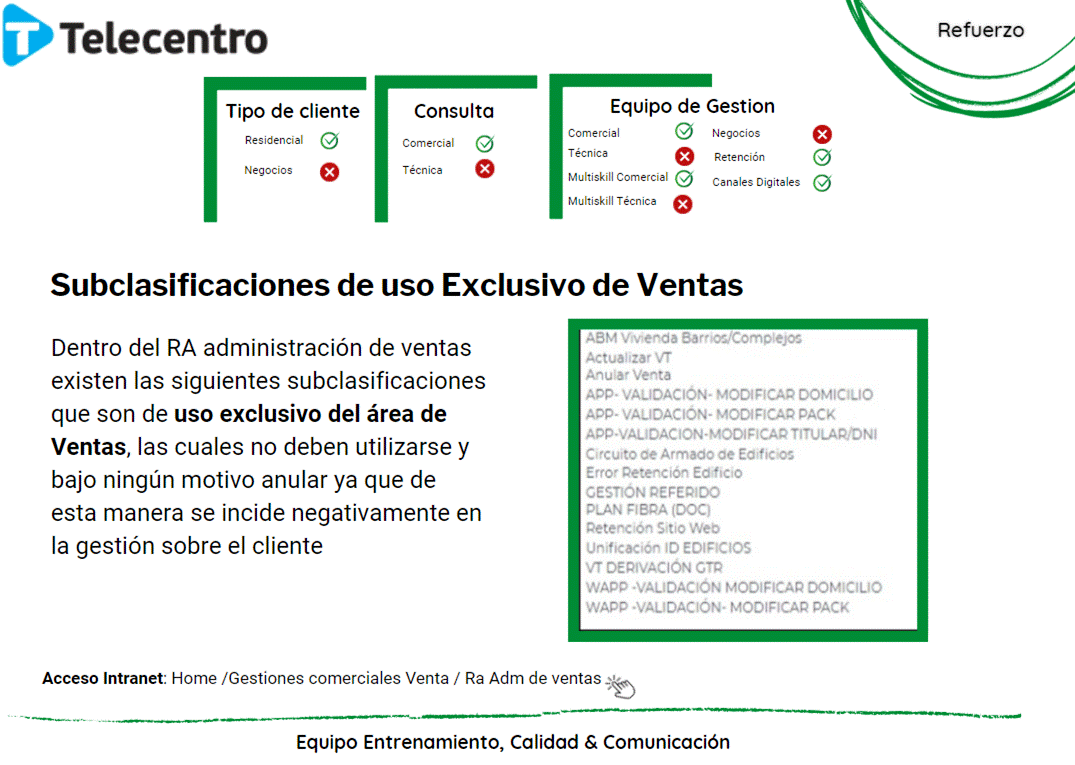 Telecentro
Refuerzo
Tipo de cliente
Residencial
Negocios
Consulta
Comercial
Técnica
Equipo de Gestion
Comercial
Técnica
Multiskill Comercial
Multiskill Técnica
Negocios
Retención
Canales Digitales
Subclasificaciones de uso Exclusivo de Ventas
Dentro del RA administración de ventas
existen las siguientes subclasificaciones
que son de uso exclusivo del área de
Ventas, las cuales no deben utilizarse y
bajo ningún motivo anular ya que de
esta manera se incide negativamente en
la gestión sobre el cliente
ABM Vivienda Barrios/Complejos
Actualizar VT
Anular Venta
APP- VALIDACIÓN- MODIFICAR DOMICILIO
APP- VALIDACIÓN- MODIFICAR PACK
APP-VALIDACION-MODIFICAR TITULAR/DNI
Circuito de Armado de Edificios
Error Retención Edificio
GESTIÓN REFERIDO
PLAN FIBRA (DOC)
Retención Sitio Web
Unificación ID EDIFICIOS
VT DERIVACIÓN GTR
WAPP -VALIDACIÓN MODIFICAR DOMICILIO
WAPP -VALIDACIÓN- MODIFICAR PACK
Acceso Intranet: Home /Gestiones comerciales Venta / Ra Adm de ventas
Equipo Entrenamiento, Calidad & Comunicación